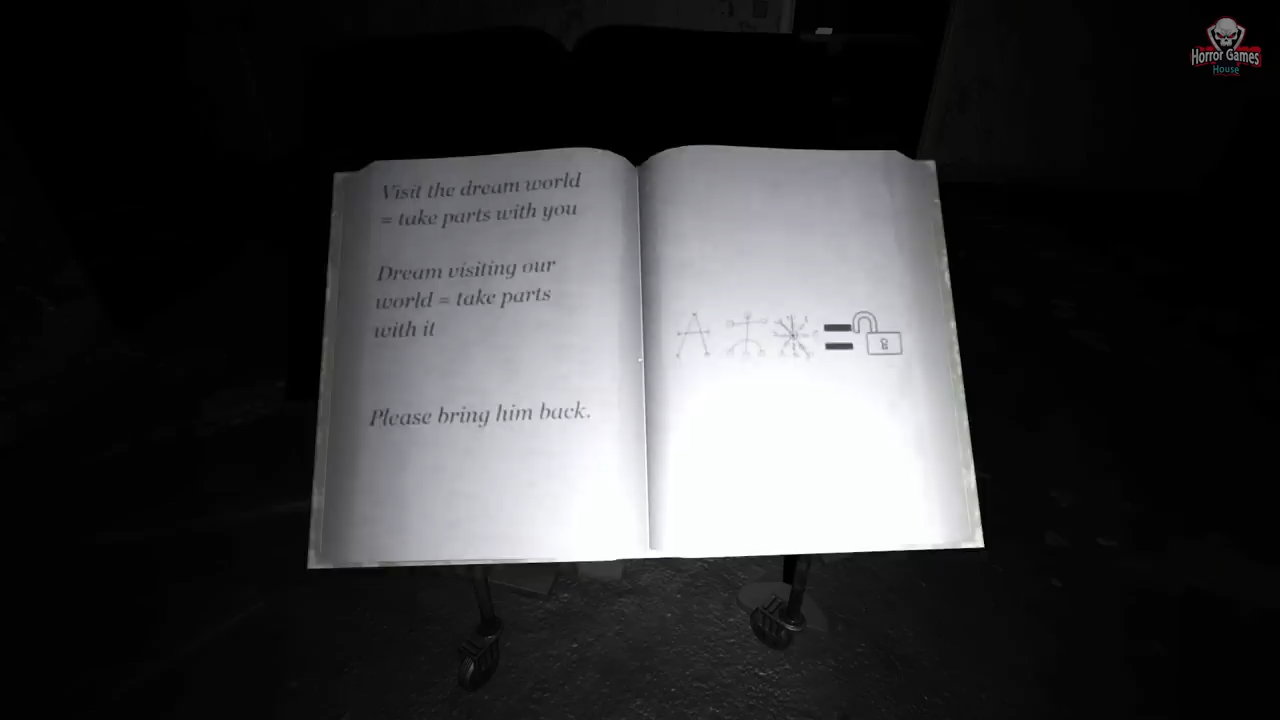 Visit the dream world
= take parts with you
Dream visiting our
world = take parts
with it
Please bring him back.
Horror Games
House